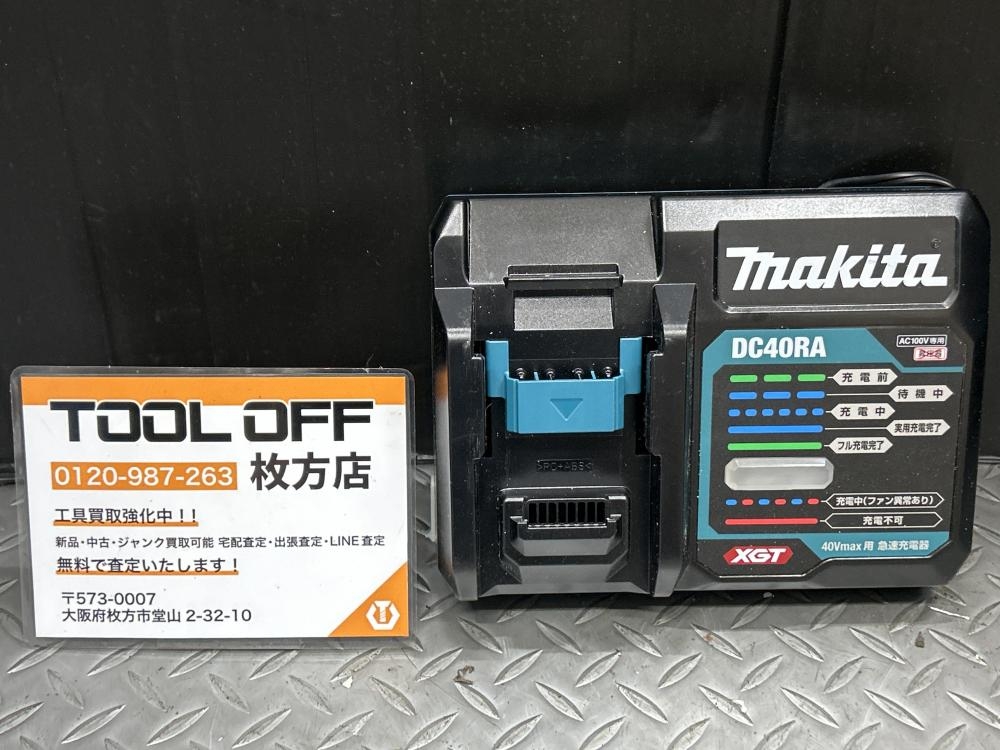 TOOL OFF
0120-987-263 枚方店
工具買取強化中！！
新品・中古・ジャンク買取可能 宅配査定・出張査定・LINE査定
無料で査定いたします！
〒573-0007
大阪府枚方市堂山 2-32-10
makita
DC40RA
AC100V専用
充電前
待機中
充電中
実用充電完了
フル充電完了
充電中(ファン異常あり)
充電不可
XGT
40Vmax用 急速充電器
>PC+ABS<